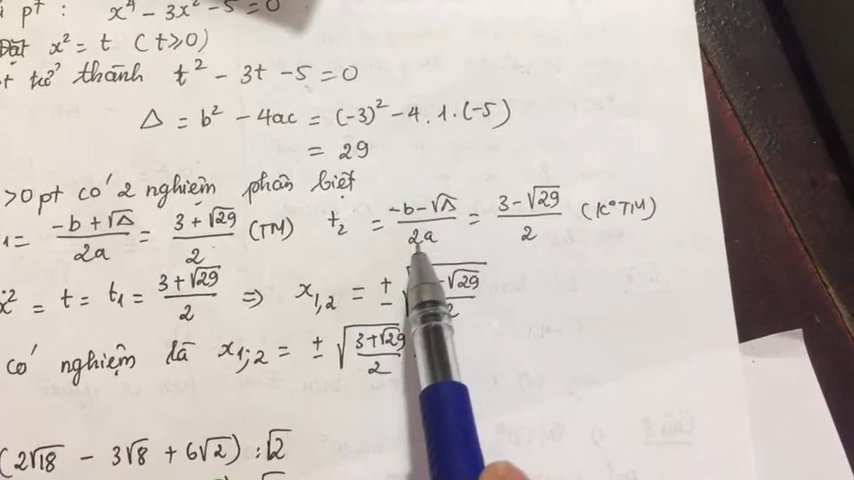 pt : x⁴ - 3x² - 5 = 0
Đặt x² = t (t ≥ 0)
trở thành t² - 3t - 5 = 0
Δ = b² - 4ac = (-3)² - 4 . 1 . (-5)
= 29
>0 pt có 2 nghiệm phân biệt
1 = (-b + √Δ)/2a = (3 + √29)/2 (TM) t₂ = (-b - √Δ)/2a = (3 - √29)/2 (K° TM)
x² = t = t₁ = (3 + √29)/2 => x₁,₂ = ± √29 2
có nghiệm là x₁;₂ = ± √((3 + √29)/2)
(2√18 - 3√8 + 6√2) : √2